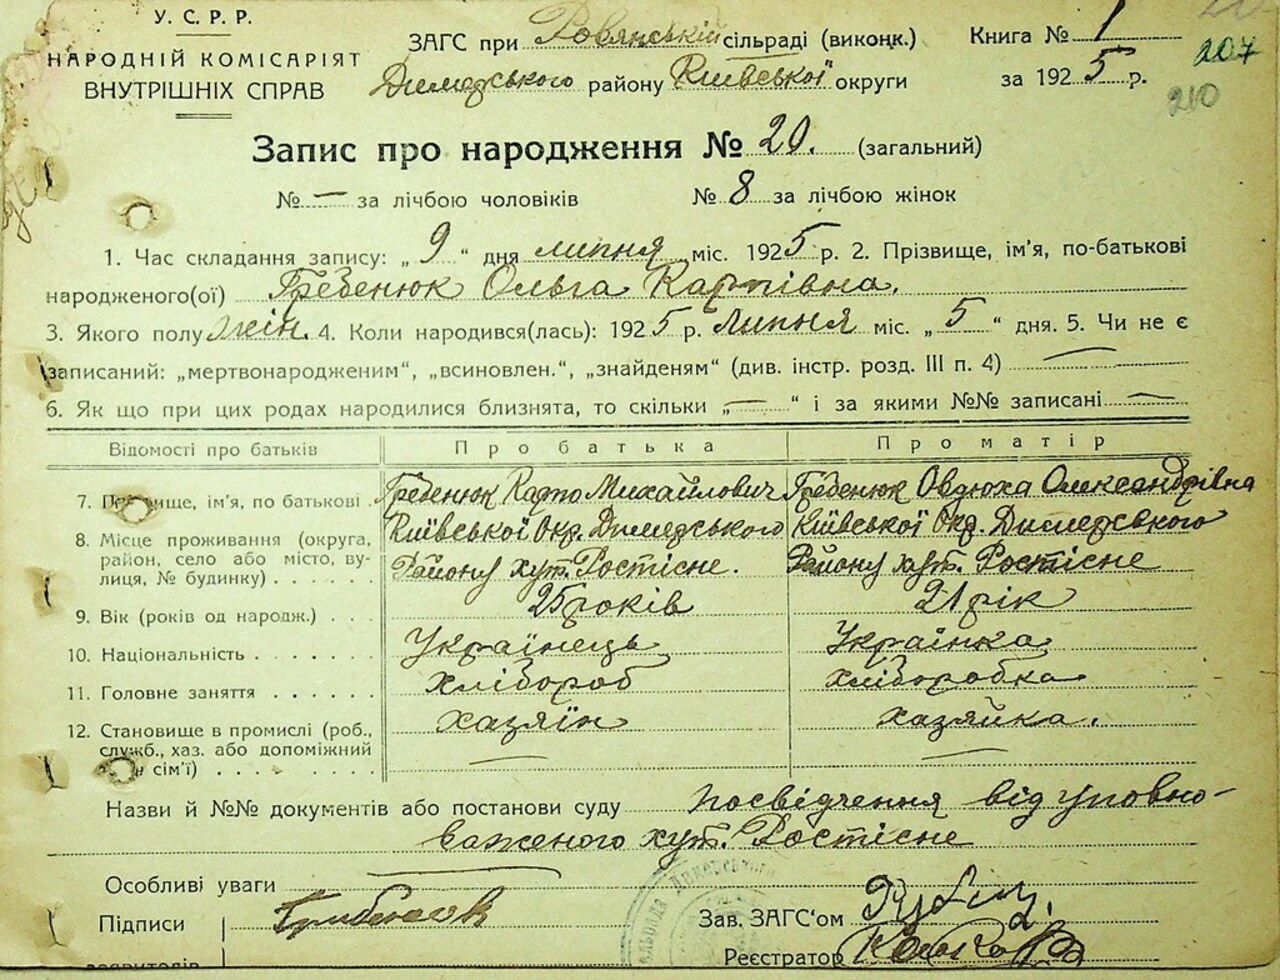 У. С. Р. Р.
НАРОДНІЙ КОМІСАРІЯТ
ВНУТРІШНІХ СПРАВ
ЗАГС при Ровянській сільраді (виконк.)
Димерського району Київської округи
Книга № 1
за 1925 р.
207
210
Запис про народження № 20. (загальний)
№ — за лічбою чоловіків № 8 за лічбою жінок
1. Час складання запису: „ 9 “ дня липня міс. 1925 р. 2. Прізвище, ім'я, по-батькові
народженого(ої) Гребенюк Ольга Карпівна.
3. Якого полу жін. 4. Коли народився(лась): 1925 р. липня міс. „ 5 “ дня. 5. Чи не є
записаний: „мертвонародженим“, „всиновлен.“, „знайденям“ (див. інстр. розд. III п. 4) —
6. Як що при цих родах народилися близнята, то скільки „ — “ і за якими №№ записані —
Відомості про батьків Про батька Про матір
7. Прізвище, ім'я, по батькові Гребенюк Карпо Михайлович Гребенюк Овдюха Олександрівна
8. Місце проживання (округа, Київської Окр. Димерського Київської Окр. Димерського
район, село або місто, ву- Району хут. Ростісне. Району хут. Ростісне
лиця, № будинку)
9. Вік (років од народж.) 25 років 21 рік
10. Національність Українець Українка
11. Головне заняття хлібороб хліборобка
12. Становище в промислі (роб., хазяїн хазяйка.
служб., хаз. або допоміжний — —
сім'ї)
Назви й №№ документів або постанови суду посвідчення від уповно-
важеного хут. Ростісне
Особливі уваги —
Підписи Гребенюк Зав. ЗАГС'ом
Реєстратор